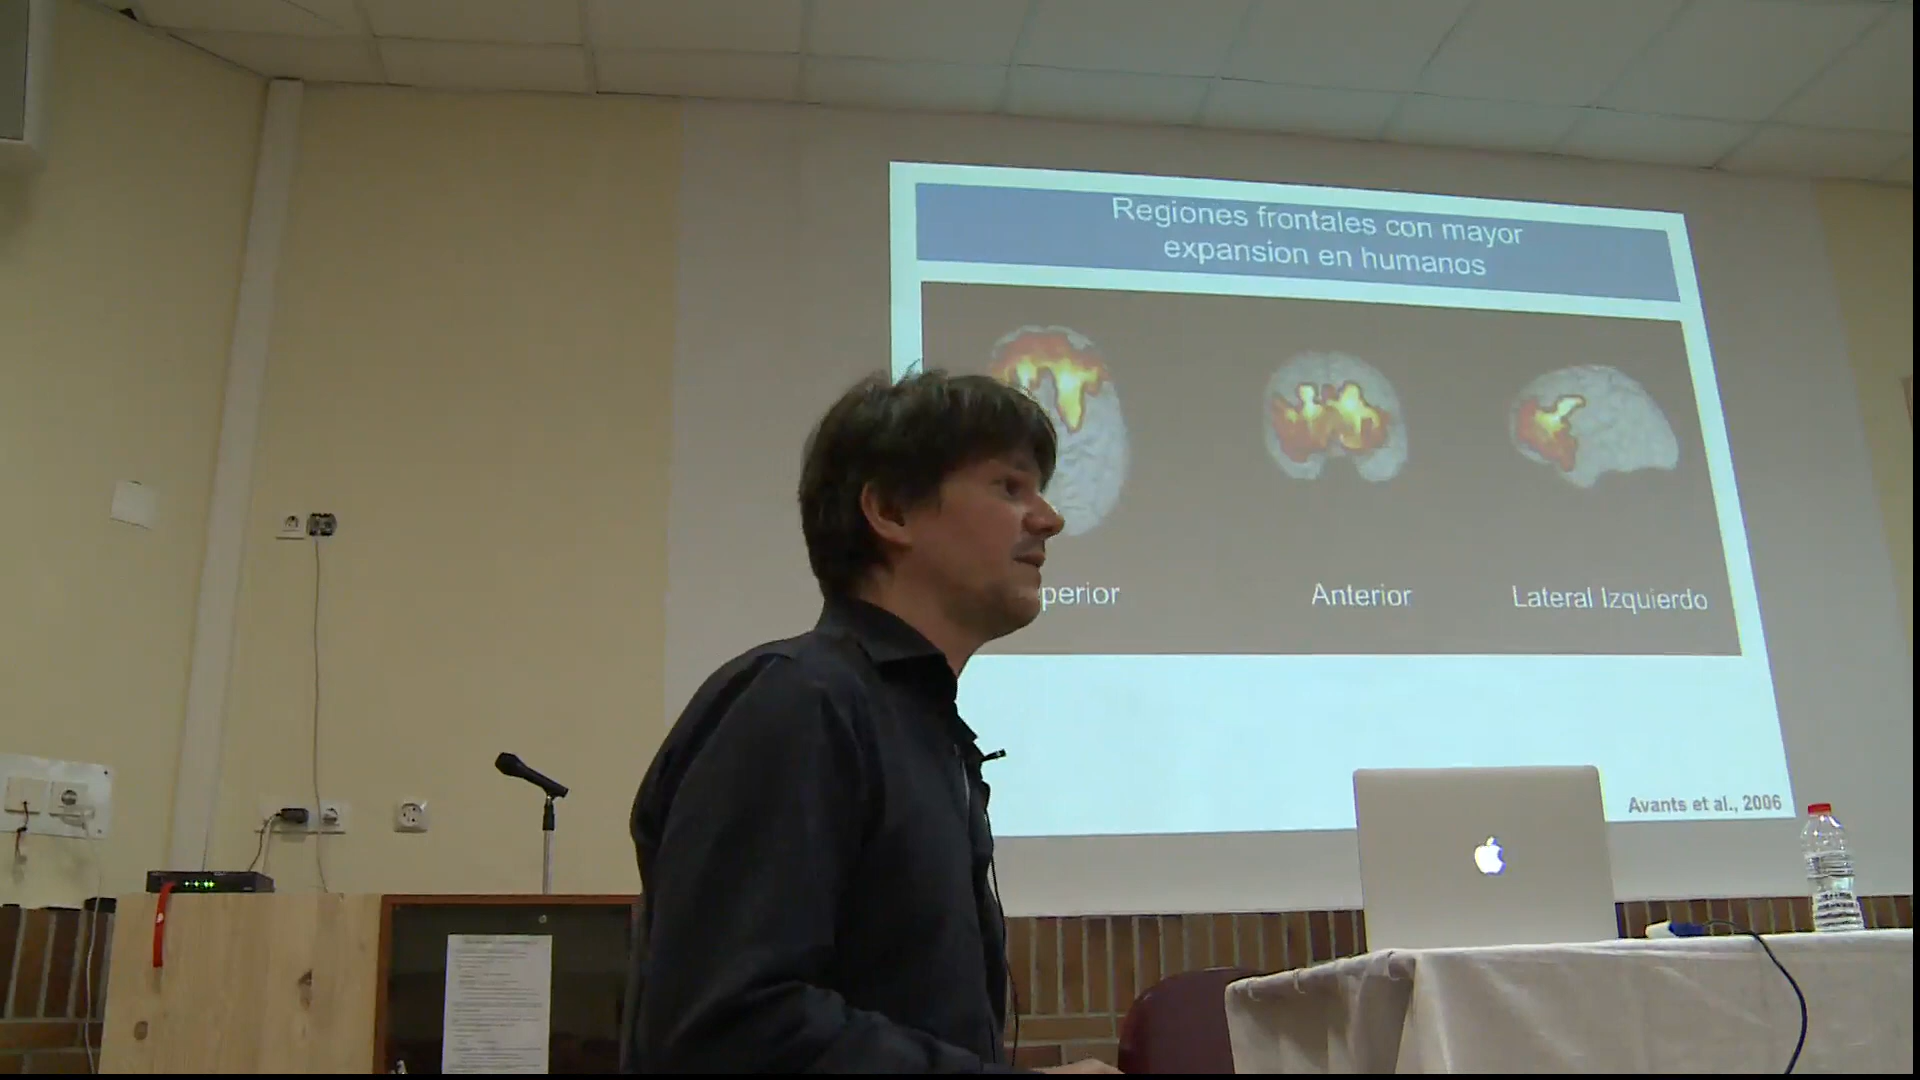 Regiones frontales con mayor
expansion en humanos
perior
Anterior
Lateral Izquierdo
Avants et al., 2006